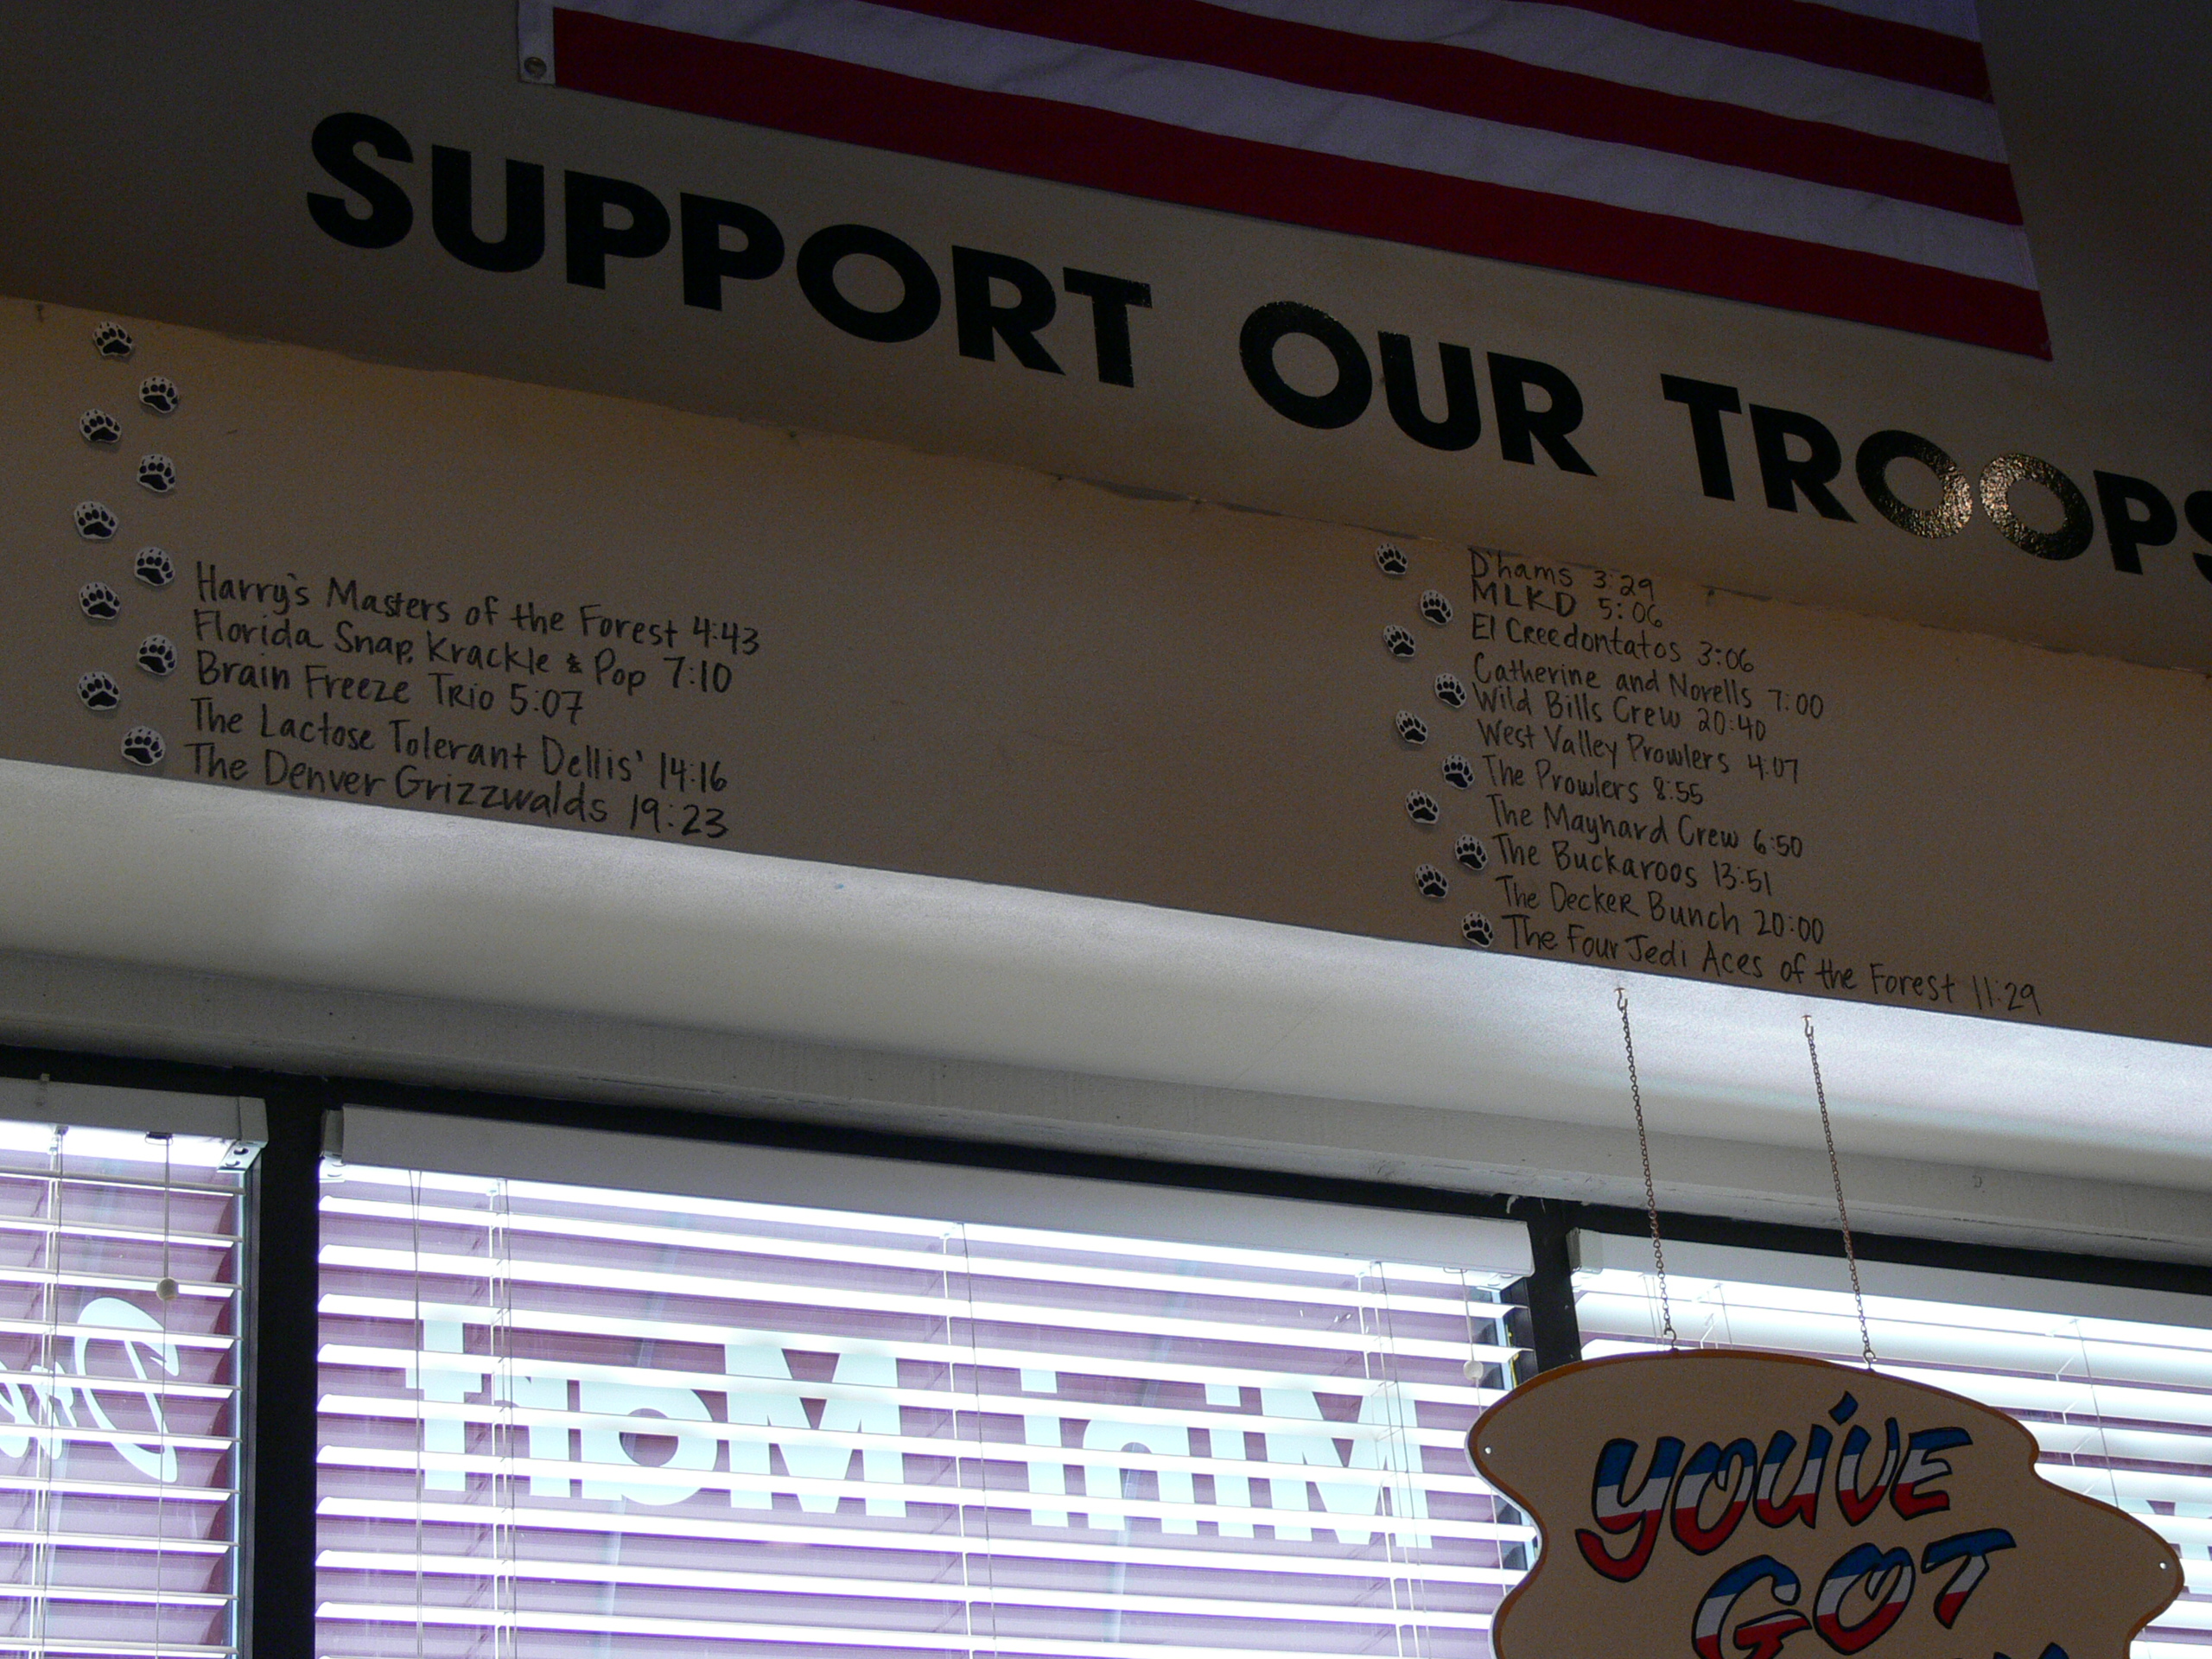 SUPPORT OUR TROOPS
Harry's Masters of the Forest 4:43
Florida Snap, Krackle & Pop 7:10
Brain Freeze Trio 5:07
The Lactose Tolerant Dellis' 14:16
The Denver Grizzwalds 19:23
D'hams 3:29
MLKD 5:06
El Creedontatos 3:06
Catherine and Norells 7:00
Wild Bills Crew 20:40
West Valley Prowlers 4:07
The Prowlers 8:55
The Maynard Crew 6:50
The Buckaroos 13:51
The Decker Bunch 20:00
The Four Jedi Aces of the Forest 11:29
Mini Mart
YOU'VE
GOT